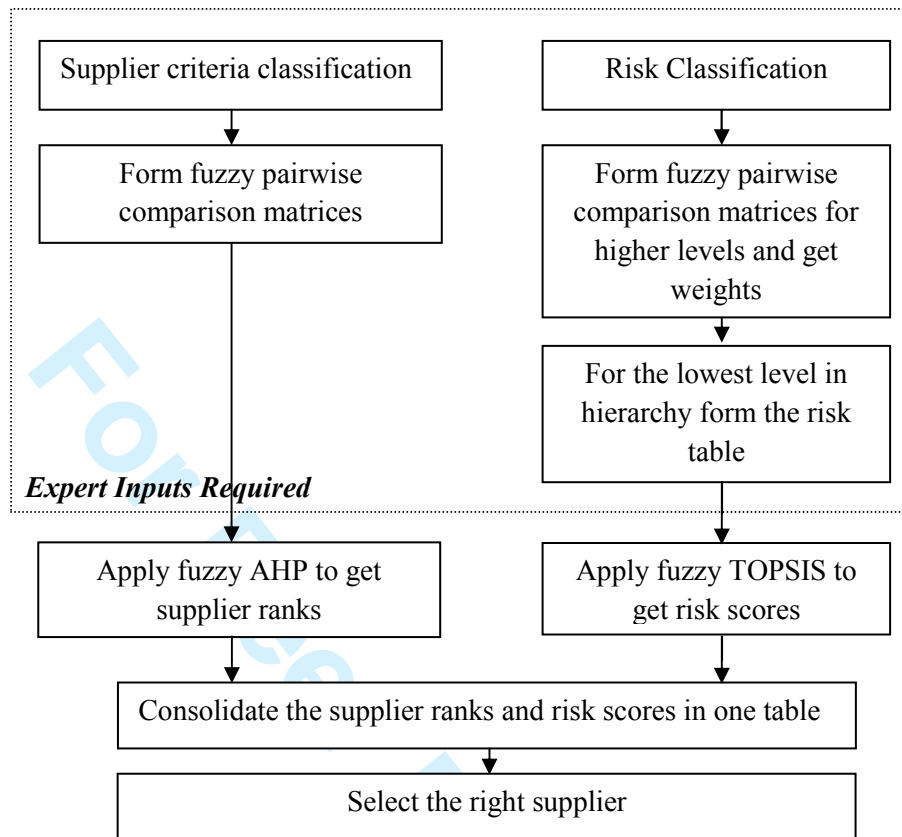 Supplier criteria classification
Risk Classification
Form fuzzy pairwise
comparison matrices
Form fuzzy pairwise
comparison matrices for
higher levels and get
weights
For the lowest level in
hierarchy form the risk
table
Expert Inputs Required
Apply fuzzy AHP to get
supplier ranks
Apply fuzzy TOPSIS to
get risk scores
Consolidate the supplier ranks and risk scores in one table
Select the right supplier
For